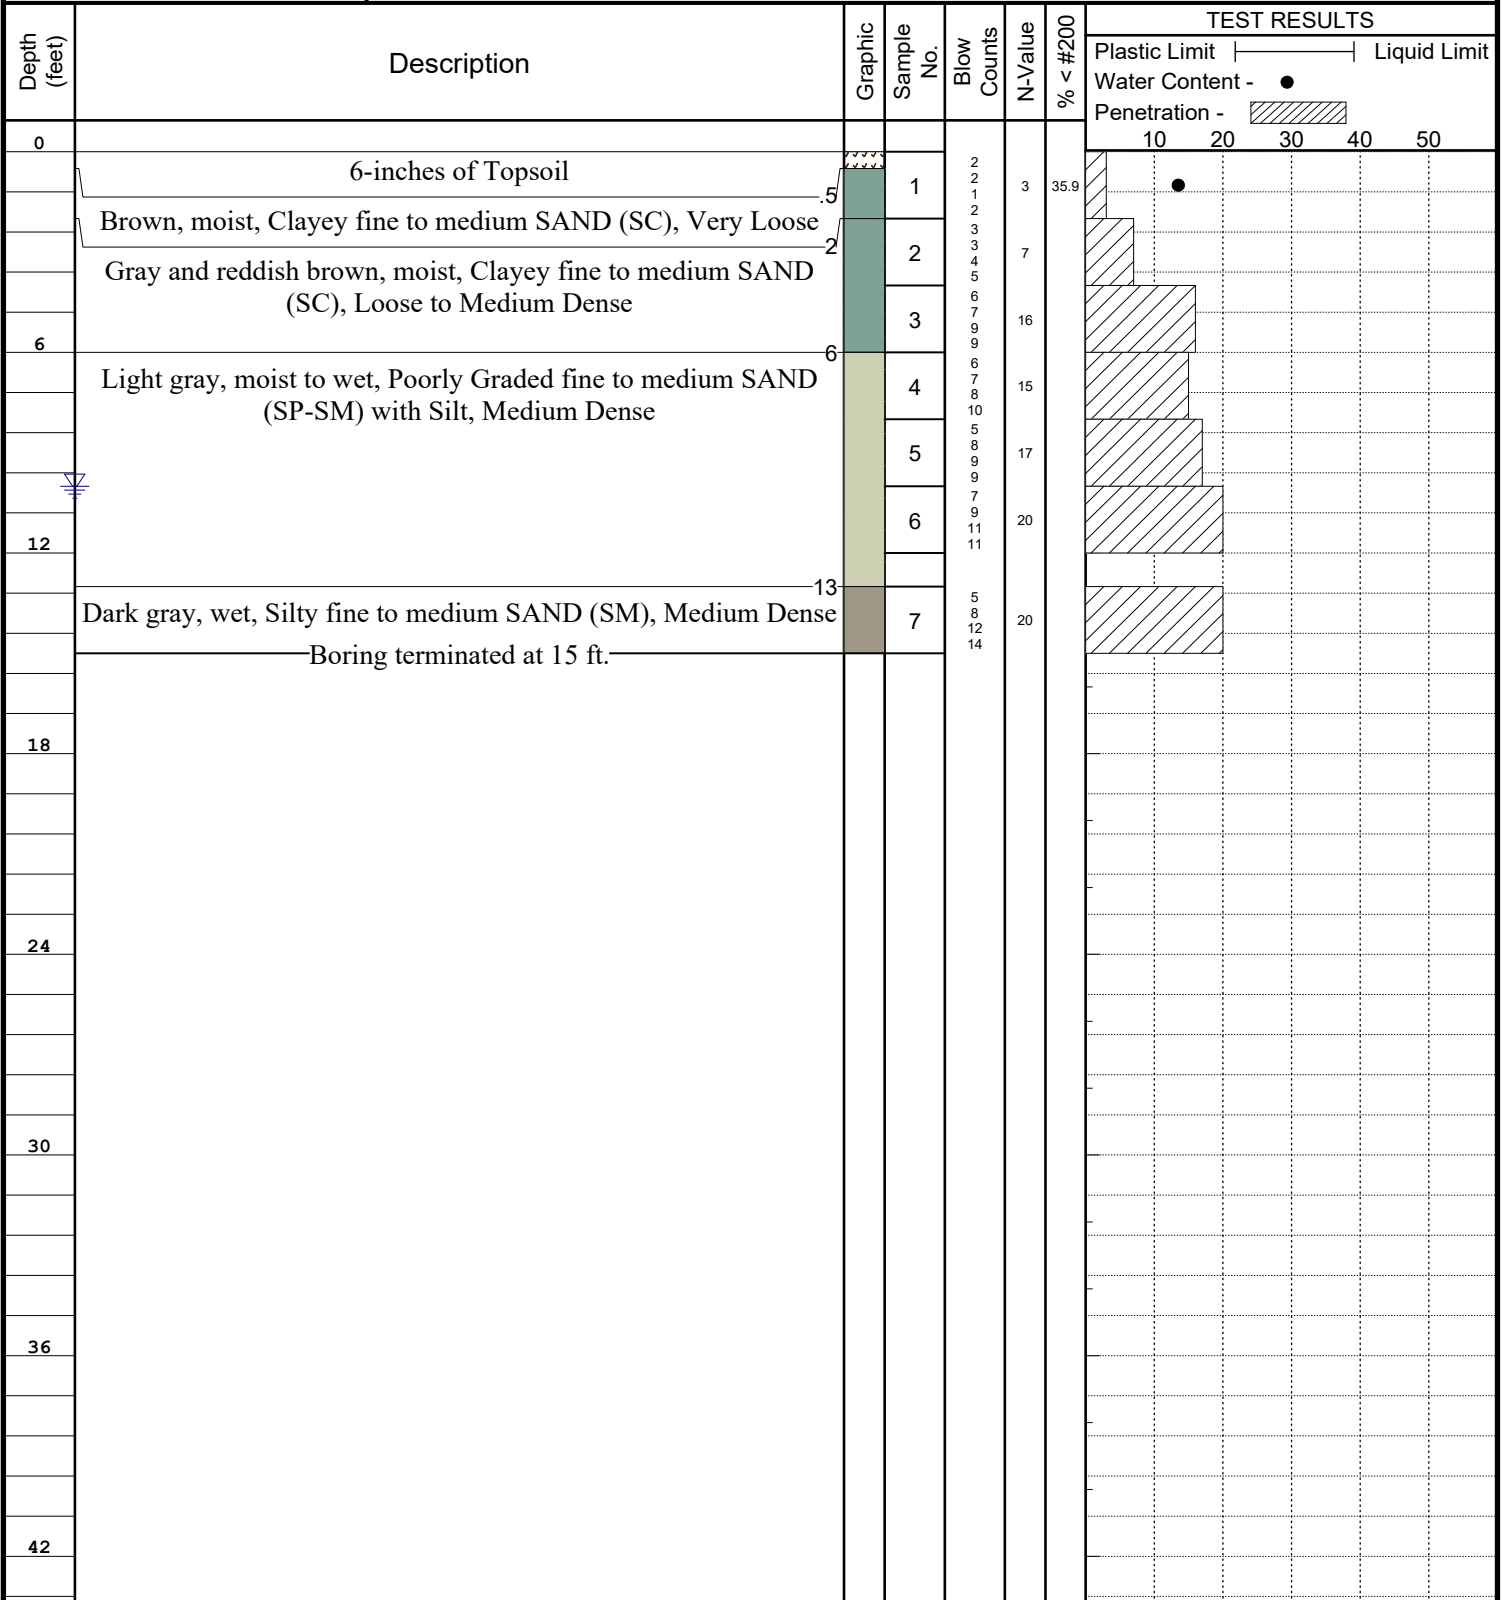 Depth
(feet)
Description
Graphic
Sample
No.
Blow
Counts
N-Value
% < #200
TEST RESULTS
Plastic Limit
Liquid Limit
Water Content -
Penetration -
10 20 30 40 50
0
6-inches of Topsoil
.5
1
2
2
1
2
3
35.9
Brown, moist, Clayey fine to medium SAND (SC), Very Loose
2
Gray and reddish brown, moist, Clayey fine to medium SAND
(SC), Loose to Medium Dense
2
3
3
4
5
7
3
6
7
9
9
16
6
6
Light gray, moist to wet, Poorly Graded fine to medium SAND
(SP-SM) with Silt, Medium Dense
4
6
7
8
10
15
5
5
8
9
9
17
6
7
9
11
11
20
12
13
Dark gray, wet, Silty fine to medium SAND (SM), Medium Dense
7
5
8
12
14
20
Boring terminated at 15 ft.
18
24
30
36
42